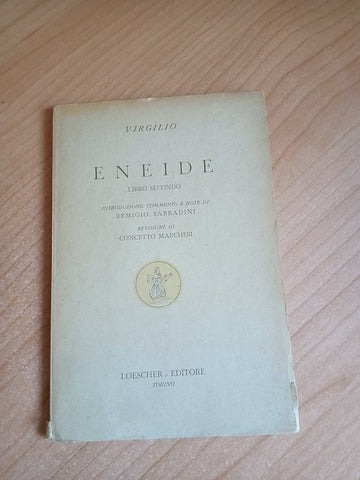 VIRGILIO
ENEIDE
LIBRO SECONDO
INTRODUZIONE COMMENTO E NOTE DI
REMIGIO SABBADINI
REVISIONE DI
CONCETTO MARCHESI
LOESCHER - EDITORE
TORINO